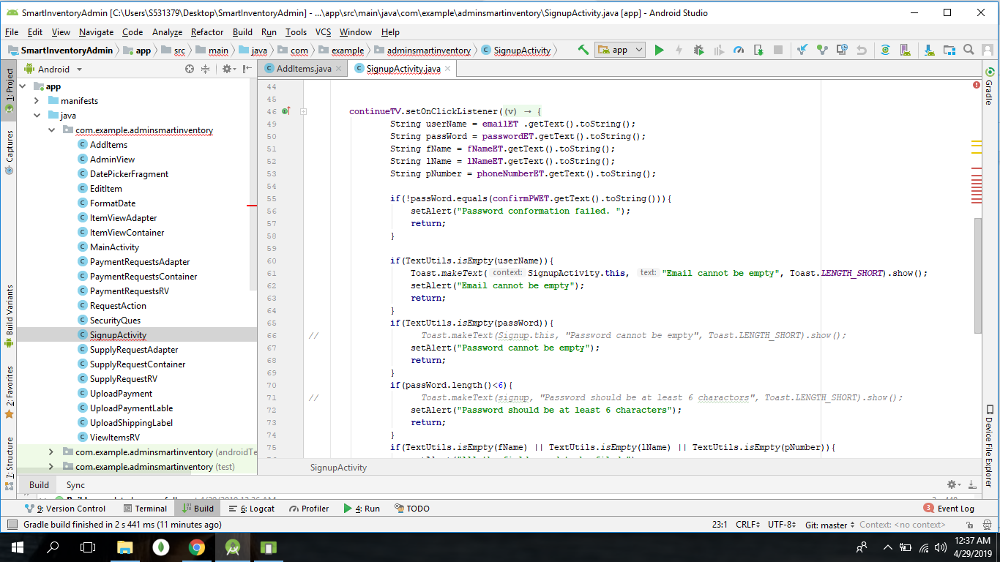 SmartInventoryAdmin [C:\Users\S531379\Desktop\SmartInventoryAdmin] - ...\app\src\main\java\com\example\adminsmartinventory\SignupActivity.java [app] - Android Studio
File Edit View Navigate Code Analyze Refactor Build Run Tools VCS Window Help
SmartInventoryAdmin app src main java com example adminsmartinventory SignupActivity app
Android AddItems.java SignupActivity.java
1: Project
Captures
Build Variants
2: Favorites
Z: Structure
app
manifests
java
com.example.adminsmartinventory
AddItems
AdminView
DatePickerFragment
EditItem
FormatDate
ItemViewAdapter
ItemViewContainer
MainActivity
PaymentRequestsAdapter
PaymentRequestsContainer
PaymentRequestsRV
RequestAction
SecurityQues
SignupActivity
SupplyRequestAdapter
SupplyRequestContainer
SupplyRequestRV
UploadPayment
UploadPaymentLable
UploadShippingLabel
ViewItemsRV
com.example.adminsmartinventory (androidTe
com.example.adminsmartinventory (test)
44
45
46 continueTV.setOnClickListener((v) → {
49 String userName = emailET .getText().toString();
50 String passWord = passwordET.getText().toString();
51 String fName = fNameET.getText().toString();
52 String lName = lNameET.getText().toString();
53 String pNumber = phoneNumberET.getText().toString();
54
55 if(!passWord.equals(confirmPWET.getText().toString())){
56 setAlert("Password conformation failed. ");
57 return;
58 }
59
60 if(TextUtils.isEmpty(userName)){
61 Toast.makeText( context: SignupActivity.this, text: "Email cannot be empty", Toast.LENGTH_SHORT).show();
62 setAlert("Email cannot be empty");
63 return;
64 }
65 if(TextUtils.isEmpty(passWord)){
66 // Toast.makeText(Signup.this, "Password cannot be empty", Toast.LENGTH_SHORT).show();
67 setAlert("Password cannot be empty");
68 return;
69 }
70 if(passWord.length()<6){
71 // Toast.makeText(signup, "Password should be at least 6 charactors", Toast.LENGTH_SHORT).show();
72 setAlert("Password should be at least 6 characters");
73 return;
74 }
75 if(TextUtils.isEmpty(fName) || TextUtils.isEmpty(lName) || TextUtils.isEmpty(pNumber)){
SignupActivity
Gradle
Device File Explorer
Build Sync
9: Version Control Terminal Build 6: Logcat Profiler 4: Run TODO 3 Event Log
Gradle build finished in 2 s 441 ms (11 minutes ago) 23:1 CRLF UTF-8 Git: master Context: <no context>
12:37 AM
4/29/2019